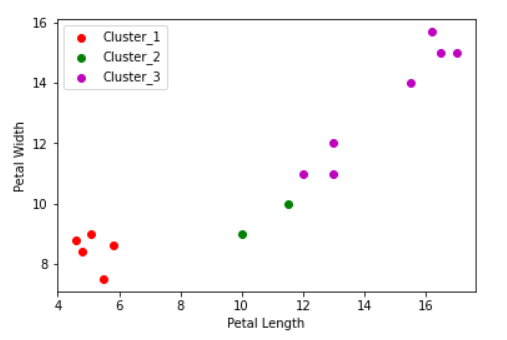 16
Cluster_1
Cluster_2
14
Cluster_3
12
Petal Width
10
8
4 6 8 10 12 14 16
Petal Length